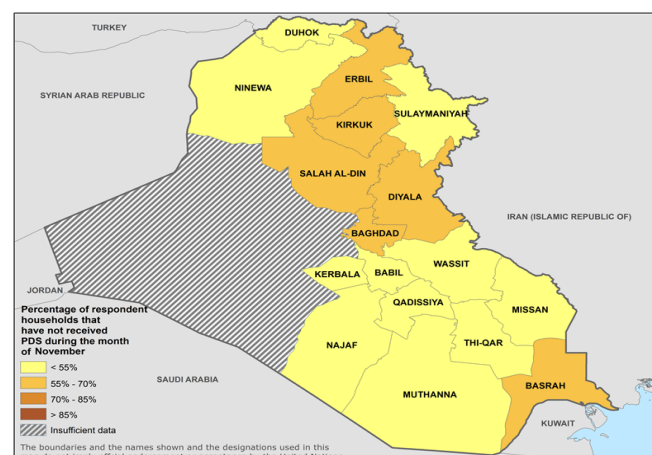 TURKEY
DUHOK
ERBIL
NINEWA
SYRIAN ARAB REPUBLIC
SULAYMANIYAH
KIRKUK
SALAH AL-DIN
DIYALA
IRAN (ISLAMIC REPUBLIC OF)
BAGHDAD
WASSIT
KERBALA
BABIL
JORDAN
QADISSIYA
MISSAN
Percentage of respondent
households that
have not received
PDS during the month
of November
NAJAF
THI-QAR
< 55%
55% - 70%
70% - 85%
> 85%
Insufficient data
SAUDI ARABIA
BASRAH
MUTHANNA
KUWAIT
The boundaries and the names shown and the designations used in this